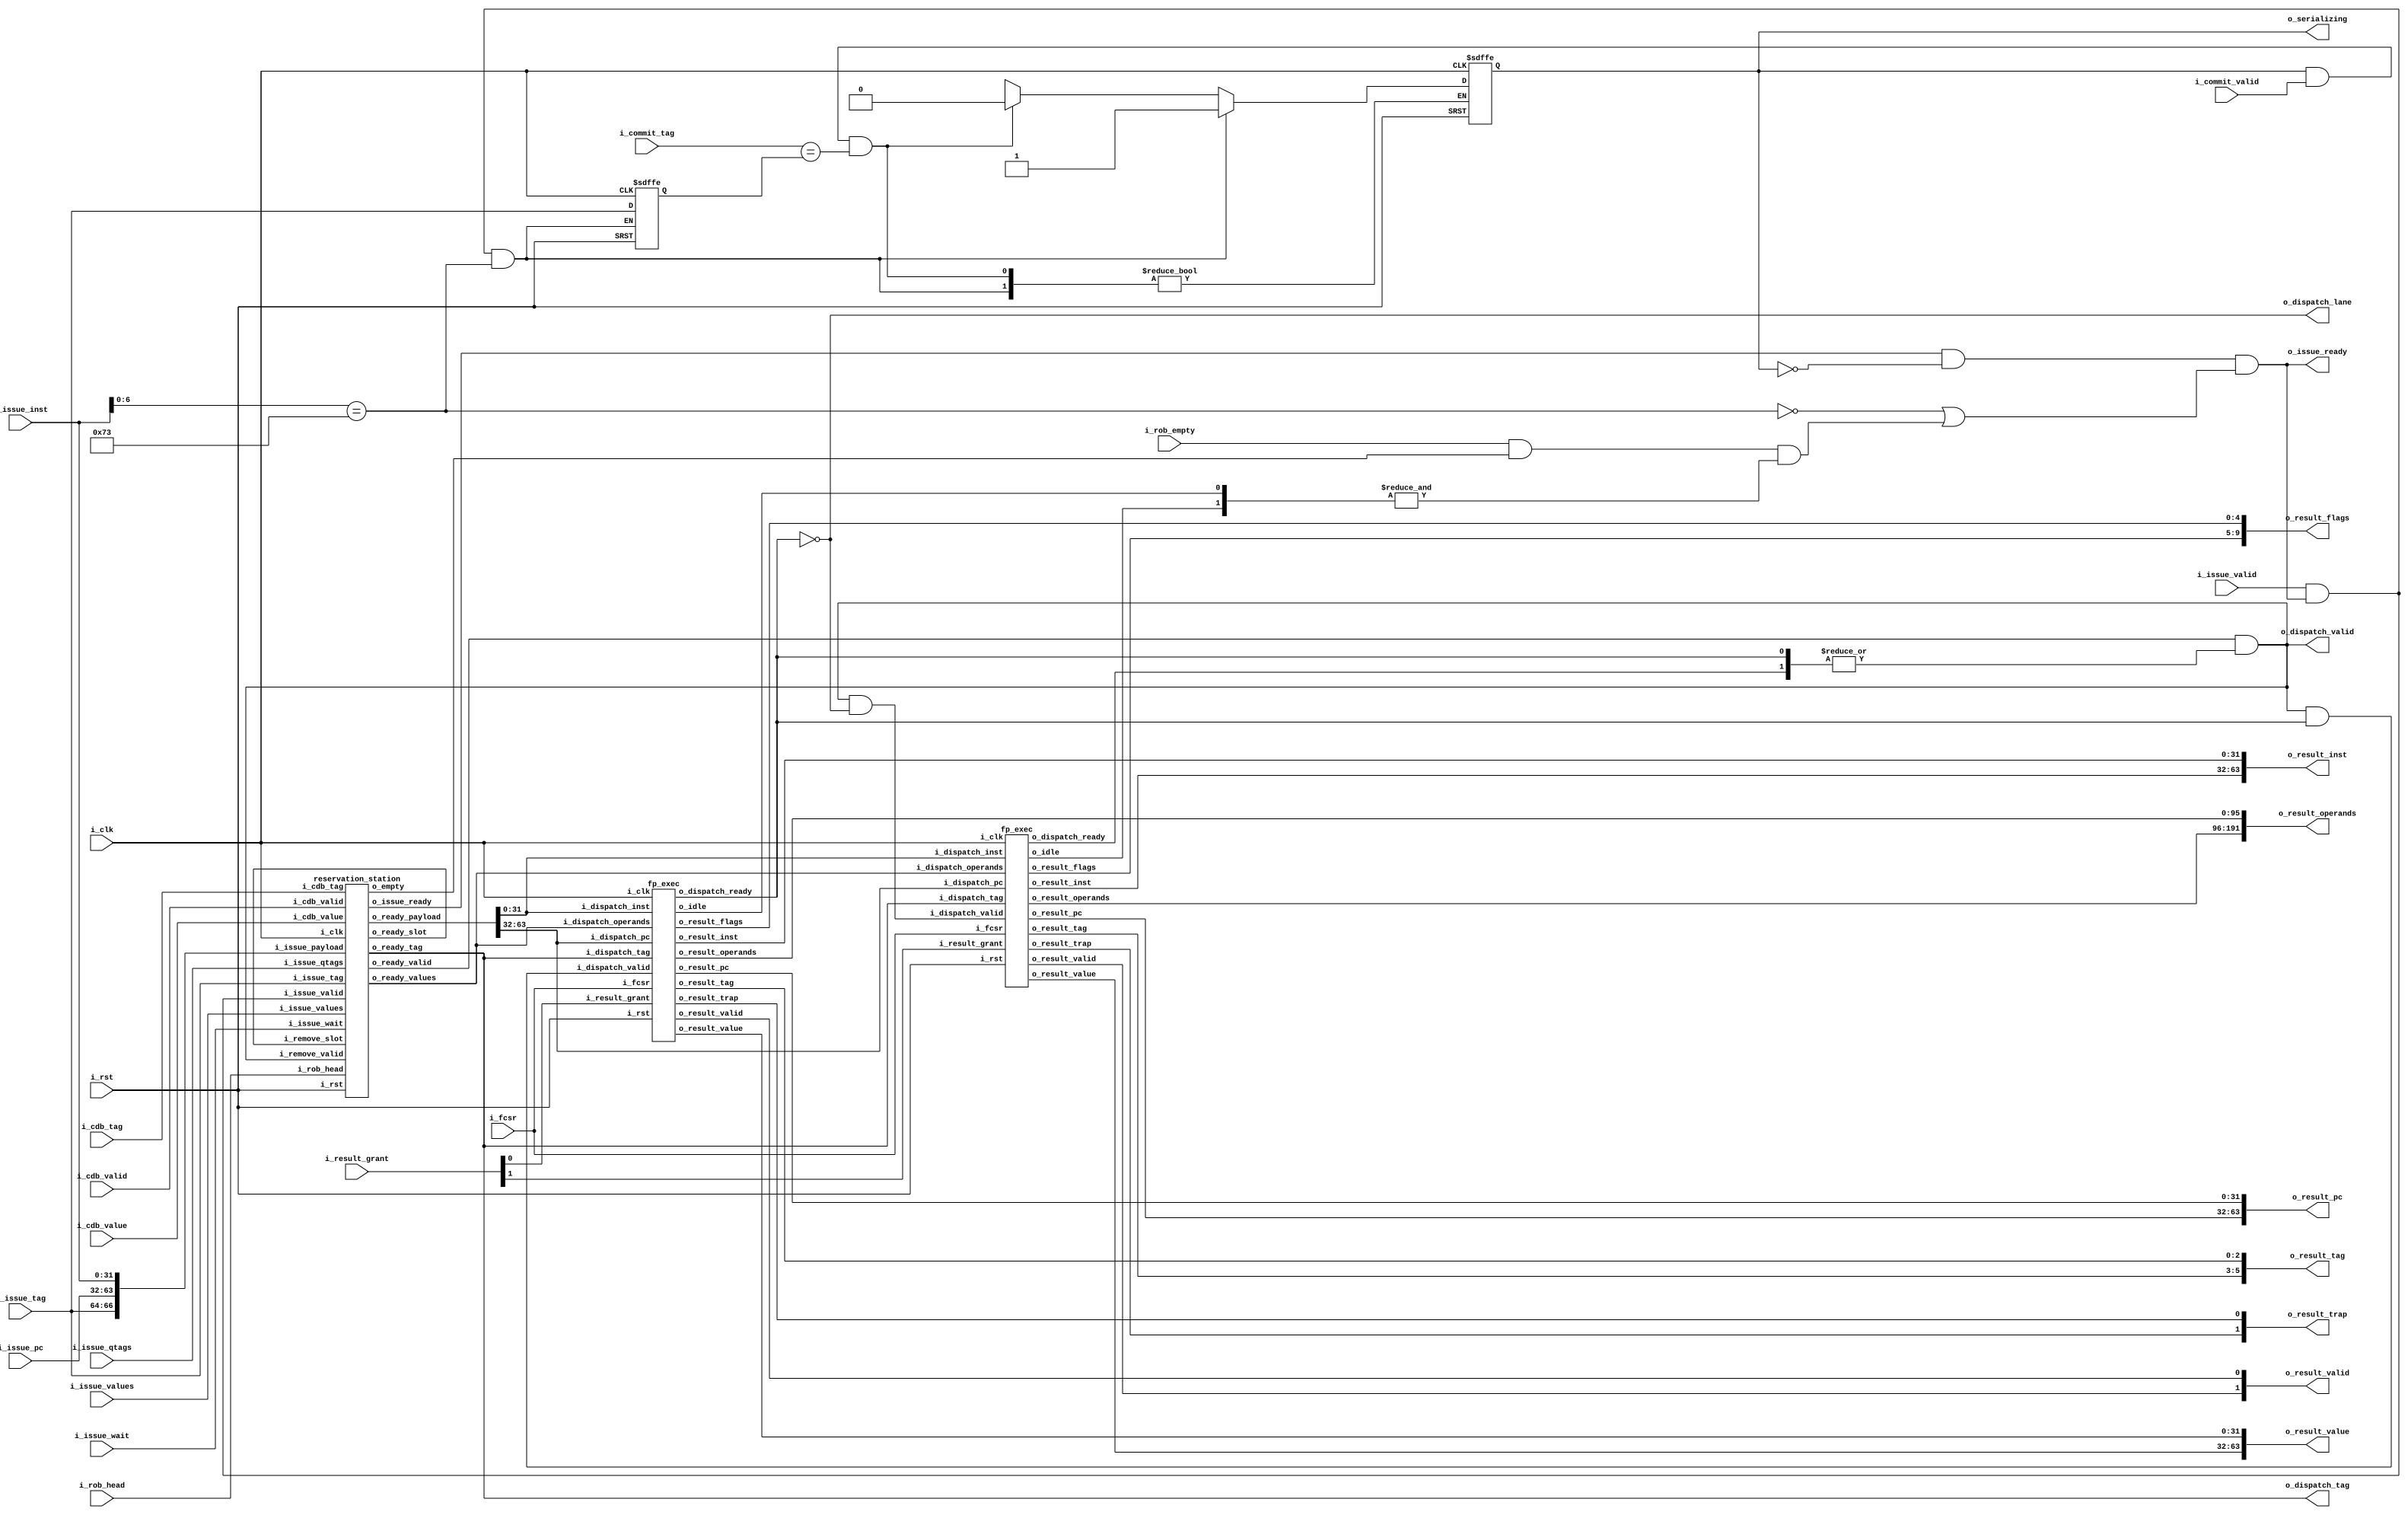 o_serializing
$sdffe
CLK
D Q
EN
SRST
i_commit_valid
0
1
i_commit_tag
=
$sdffe
CLK Q
D
EN
SRST
0
1 $reduce_bool
A Y
o_dispatch_lane
o_issue_ready
_issue_inst
0:6
=
0x73
i_rob_empty
0
1 $reduce_and
A Y
0:4
5:9 o_result_flags
i_issue_valid
o_dispatch_valid
0
1 $reduce_or
A Y
0:31
32:63 o_result_inst
0:95
96:191 o_result_operands
i_clk
reservation_station
i_cdb_tag
i_cdb_valid
i_cdb_value
i_clk
i_issue_payload
i_issue_qtags
i_issue_tag
i_issue_valid
i_issue_values
i_issue_wait
i_remove_slot
i_remove_valid
i_rob_head
i_rst
o_empty
o_issue_ready
o_ready_payload
o_ready_slot
o_ready_tag
o_ready_valid
o_ready_values
0:31
32:63
fp_exec
i_clk
i_dispatch_inst
i_dispatch_operands
i_dispatch_pc
i_dispatch_tag
i_dispatch_valid
i_fcsr
i_result_grant
i_rst
o_dispatch_ready
o_idle
o_result_flags
o_result_inst
o_result_operands
o_result_pc
o_result_tag
o_result_trap
o_result_valid
o_result_value
fp_exec
i_clk
i_dispatch_inst
i_dispatch_operands
i_dispatch_pc
i_dispatch_tag
i_dispatch_valid
i_fcsr
i_result_grant
i_rst
o_dispatch_ready
o_idle
o_result_flags
o_result_inst
o_result_operands
o_result_pc
o_result_tag
o_result_trap
o_result_valid
o_result_value
i_rst
i_fcsr
i_cdb_tag
i_result_grant
0
1
i_cdb_valid
i_cdb_value
0:31
32:63 o_result_pc
0:31
32:63
64:66
_issue_tag
i_issue_pc
i_issue_qtags
0:2
3:5 o_result_tag
0
1 o_result_trap
i_issue_values
0
1 o_result_valid
i_issue_wait
0:31
32:63 o_result_value
i_rob_head
o_dispatch_tag